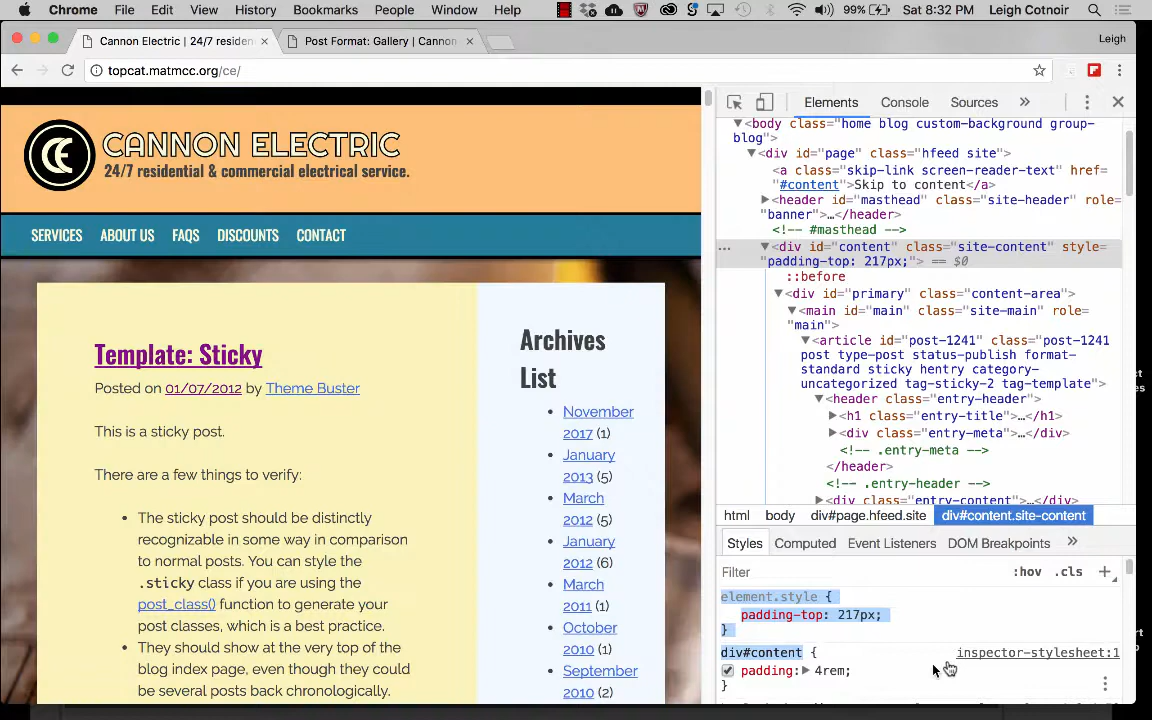 Chrome File Edit View History Bookmarks People Window Help 99% Sat 8:32 PM Leigh Cotnoir
Cannon Electric | 24/7 residen × Post Format: Gallery | Cannon × Leigh
topcat.matmcc.org/ce/
CE CANNON ELECTRIC
24/7 residential & commercial electrical service.
SERVICES ABOUT US FAQS DISCOUNTS CONTACT
Template: Sticky
Posted on 01/07/2012 by Theme Buster
This is a sticky post.
There are a few things to verify:
• The sticky post should be distinctly
recognizable in some way in comparison
to normal posts. You can style the
.sticky class if you are using the
post_class() function to generate your
post classes, which is a best practice.
• They should show at the very top of the
blog index page, even though they could
be several posts back chronologically.
Archives
List
• November
2017 (1)
• January
2013 (5)
• March
2012 (5)
• January
2012 (6)
• March
2011 (1)
• October
2010 (1)
• September
2010 (2)
Elements Console Sources »
▼<body class="home blog custom-background group-
blog">
▼<div id="page" class="hfeed site">
<a class="skip-link screen-reader-text" href=
"#content">Skip to content</a>
▶<header id="masthead" class="site-header" role=
"banner">…</header>
<!-- #masthead -->
… ▼<div id="content" class="site-content" style=
"padding-top: 217px;"> == $0
::before
▼<div id="primary" class="content-area">
▼<main id="main" class="site-main" role=
"main">
▼<article id="post-1241" class="post-1241
post type-post status-publish format-
standard sticky hentry category-
uncategorized tag-sticky-2 tag-template">
▼<header class="entry-header">
▶<h1 class="entry-title">…</h1>
▶<div class="entry-meta">…</div>
<!-- .entry-meta -->
</header>
<!-- .entry-header -->
▶<div class="entry-content">…</div>
html body div#page.hfeed.site div#content.site-content
Styles Computed Event Listeners DOM Breakpoints »
Filter :hov .cls +
element.style {
padding-top: 217px;
}
div#content { inspector-stylesheet:1
padding:▶ 4rem;
}